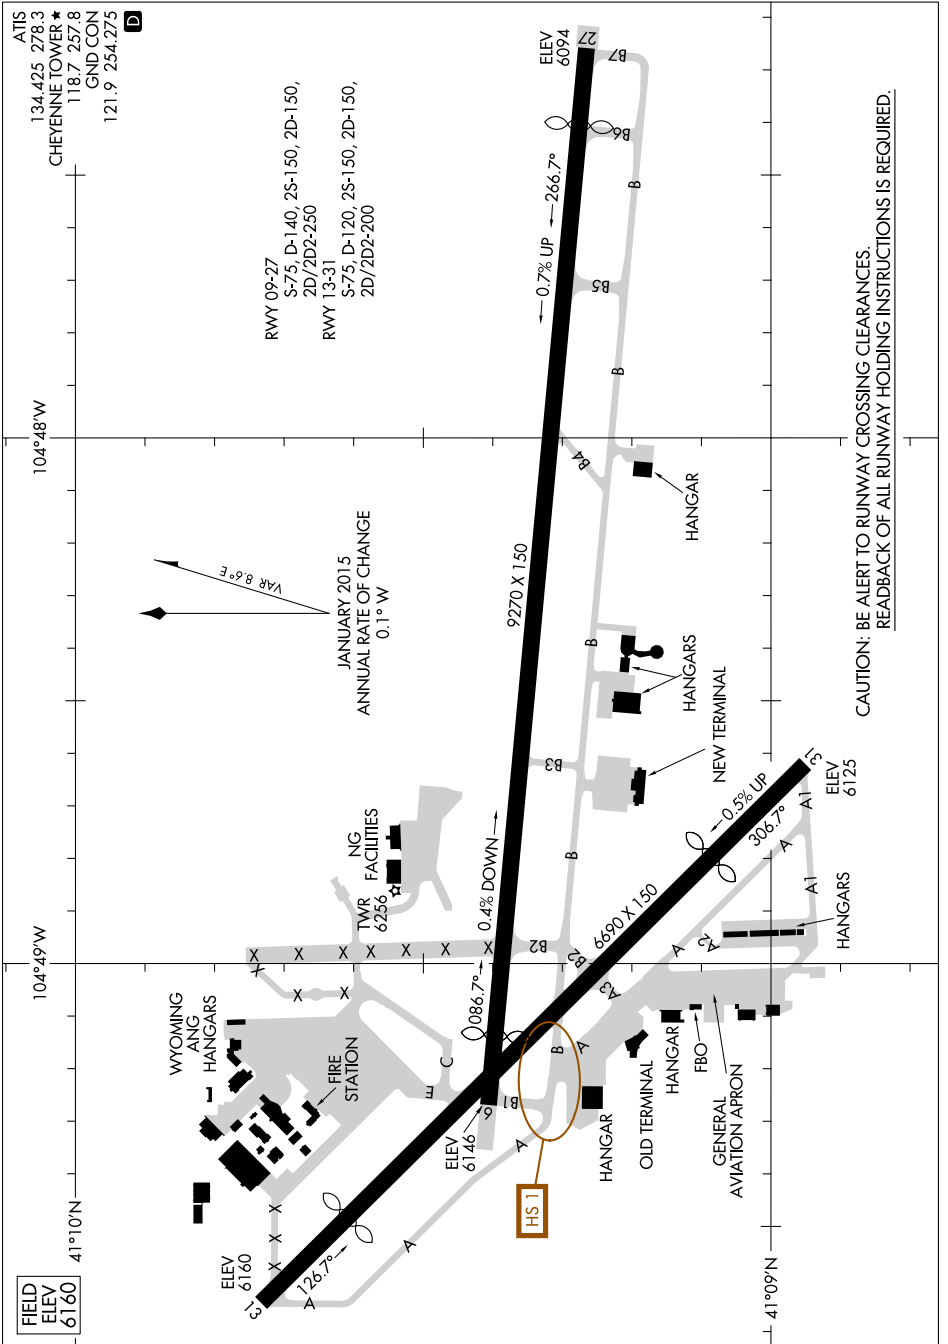 ATIS
134.425 278.3
CHEYENNE TOWER ★
118.7 257.8
GND CON
121.9 254.275
D
RWY 09-27
S-75, D-140, 2S-150, 2D-150,
2D/2D2-250
RWY 13-31
S-75, D-120, 2S-150, 2D-150,
2D/2D2-200
ELEV
6094
27
B7
B6
B
266.7°
0.7% UP
B5
B
104°48'W
B4
HANGAR
VAR 8.6° E
JANUARY 2015
ANNUAL RATE OF CHANGE
0.1° W
9270 X 150
B
HANGARS
NEW TERMINAL
B3
B
NG
FACILITIES
TWR
6256
0.4% DOWN
086.7°
B2
B2
X
X
X
X
X
X
X
X
X
X
104°49'W
6690 X 150
0.5% UP
306.7°
31
ELEV
6125
A1
A
A1
A2
A
A3
HANGARS
WYOMING
ANG
HANGARS
FIRE
STATION
C
E
B
A
B1
9
ELEV
6146
A
HS 1
HANGAR
OLD TERMINAL
HANGAR
FBO
GENERAL
AVIATION APRON
X
X
X
41°10'N
ELEV
6160
126.7°
13
A
A
41°09'N
FIELD
ELEV
6160
CAUTION: BE ALERT TO RUNWAY CROSSING CLEARANCES.
READBACK OF ALL RUNWAY HOLDING INSTRUCTIONS IS REQUIRED.